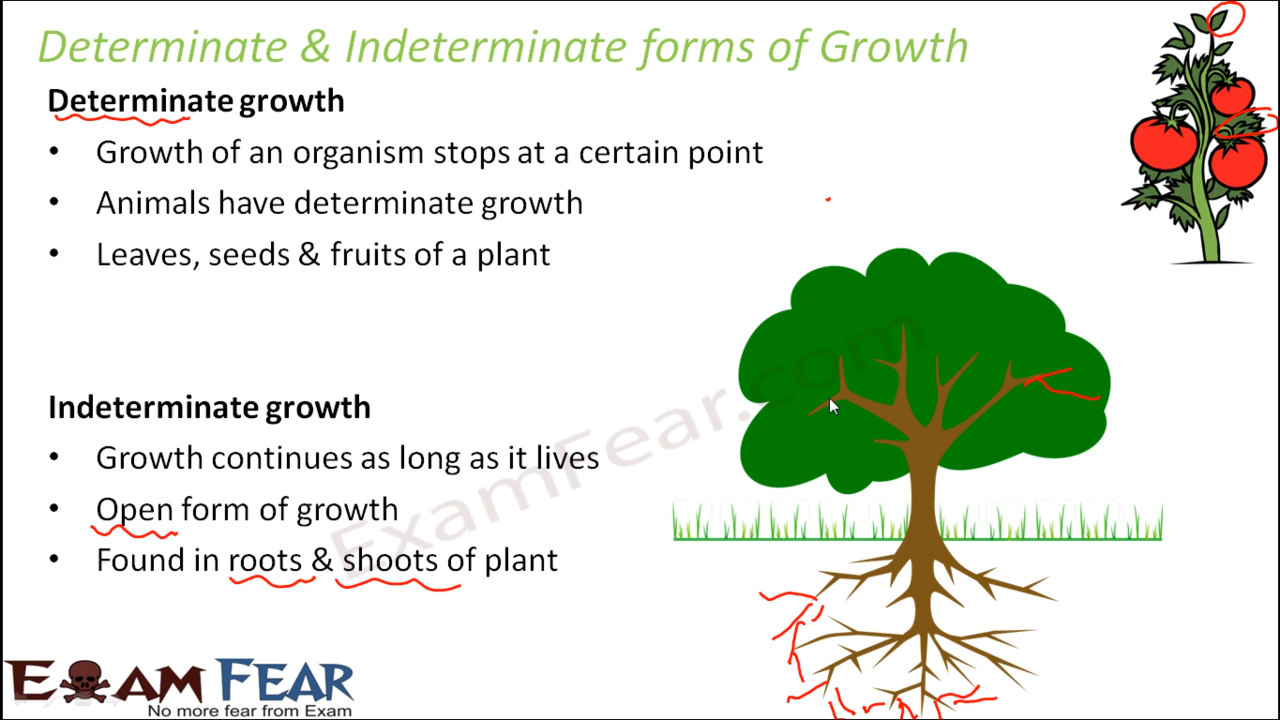 Determinate & Indeterminate forms of Growth
Determinate growth
• Growth of an organism stops at a certain point
• Animals have determinate growth
• Leaves, seeds & fruits of a plant
Indeterminate growth
• Growth continues as long as it lives
• Open form of growth
• Found in roots & shoots of plant
ExamFear.com
EXAM FEAR
No more fear from Exam